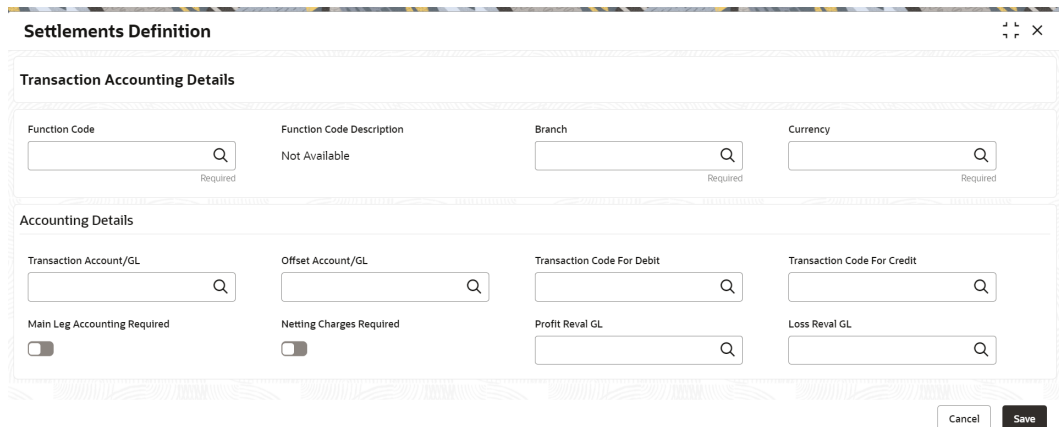 Settlements Definition
Transaction Accounting Details
Function Code Function Code Description Branch Currency
Not Available
Required Required Required
Accounting Details
Transaction Account/GL Offset Account/GL Transaction Code For Debit Transaction Code For Credit
Main Leg Accounting Required Netting Charges Required Profit Reval GL Loss Reval GL
Cancel Save